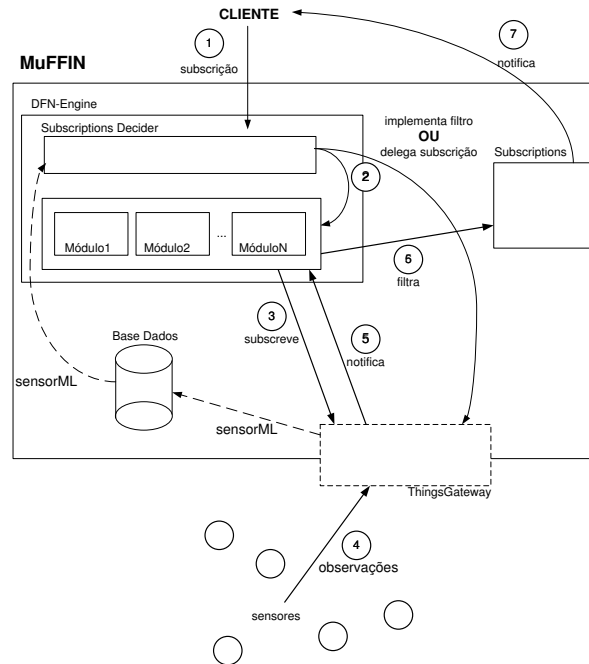 CLIENTE
1
subscrição
7
notifica
MuFFIN
DFN-Engine
Subscriptions Decider
implementa filtro
OU
delega subscrição
Subscriptions
2
Módulo1
Módulo2
...
MóduloN
6
filtra
3
subscreve
5
notifica
Base Dados
sensorML
sensorML
ThingsGateway
4
observações
sensores